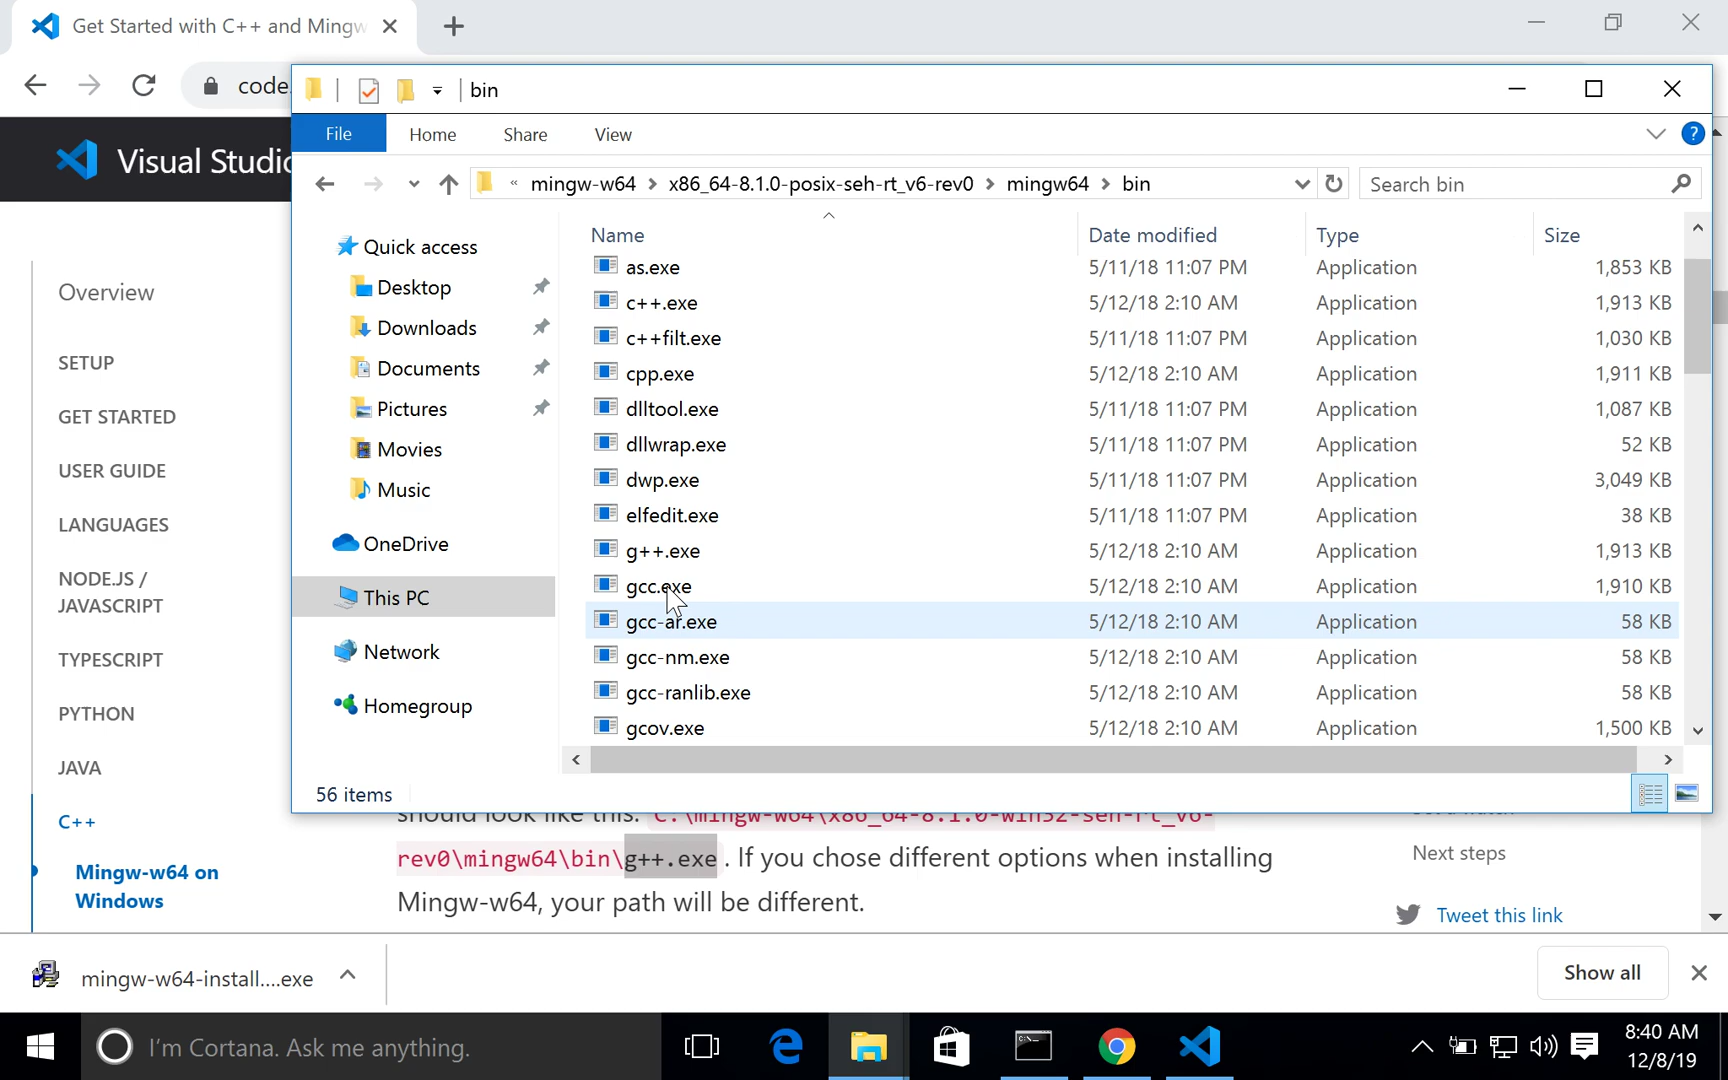 Get Started with C++ and Mingw
code.
bin
File
Home
Share
View
?
« mingw-w64 > x86_64-8.1.0-posix-seh-rt_v6-rev0 > mingw64 > bin
Search bin
Visual Studio
Overview
SETUP
GET STARTED
USER GUIDE
LANGUAGES
NODE.JS /
JAVASCRIPT
TYPESCRIPT
PYTHON
JAVA
C++
Mingw-w64 on
Windows
Quick access
Desktop
Downloads
Documents
Pictures
Movies
Music
OneDrive
This PC
Network
Homegroup
Name Date modified Type Size
as.exe 5/11/18 11:07 PM Application 1,853 KB
c++.exe 5/12/18 2:10 AM Application 1,913 KB
c++filt.exe 5/11/18 11:07 PM Application 1,030 KB
cpp.exe 5/12/18 2:10 AM Application 1,911 KB
dlltool.exe 5/11/18 11:07 PM Application 1,087 KB
dllwrap.exe 5/11/18 11:07 PM Application 52 KB
dwp.exe 5/11/18 11:07 PM Application 3,049 KB
elfedit.exe 5/11/18 11:07 PM Application 38 KB
g++.exe 5/12/18 2:10 AM Application 1,913 KB
gcc.exe 5/12/18 2:10 AM Application 1,910 KB
gcc-ar.exe 5/12/18 2:10 AM Application 58 KB
gcc-nm.exe 5/12/18 2:10 AM Application 58 KB
gcc-ranlib.exe 5/12/18 2:10 AM Application 58 KB
gcov.exe 5/12/18 2:10 AM Application 1,500 KB
56 items
should look like this: C:\mingw-w64\x86_64-8.1.0-win32-seh-rt_v6-
rev0\mingw64\bin\g++.exe . If you chose different options when installing
Mingw-w64, your path will be different.
Next steps
Tweet this link
mingw-w64-install....exe
Show all
I'm Cortana. Ask me anything.
8:40 AM
12/8/19